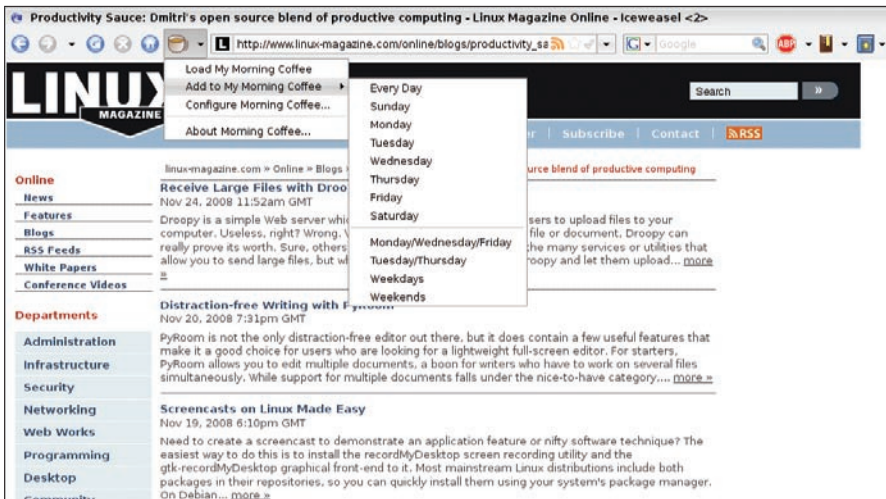 Productivity Sauce: Dmitri's open source blend of productive computing - Linux Magazine Online - Iceweasel <2>
http://www.linux-magazine.com/online/blogs/productivity_sa
Google
ABP
Load My Morning Coffee
Add to My Morning Coffee
Configure Morning Coffee...
About Morning Coffee...
Every Day
Sunday
Monday
Tuesday
Wednesday
Thursday
Friday
Saturday
Monday/Wednesday/Friday
Tuesday/Thursday
Weekdays
Weekends
MAGAZINE
Search
Subscribe | Contact | RSS
linux-magazine.com » Online » Blogs
urce blend of productive computing
Online
News
Features
Blogs
RSS Feeds
White Papers
Conference Videos
Departments
Administration
Infrastructure
Security
Networking
Web Works
Programming
Desktop
Receive Large Files with Droo
Nov 24, 2008 11:52am GMT
Droopy is a simple Web server whic sers to upload files to your
computer. Useless, right? Wrong. file or document, Droopy can
really prove its worth. Sure, others the many services or utilities that
allow you to send large files, but w roopy and let them upload... more
»
Distraction-free Writing with PyRoom
Nov 20, 2008 7:31pm GMT
PyRoom is not the only distraction-free editor out there, but it does contain a few useful features that
make it a good choice for users who are looking for a lightweight full-screen editor. For starters,
PyRoom allows you to edit multiple documents, a boon for writers who have to work on several files
simultaneously. While support for multiple documents falls under the nice-to-have category,... more »
Screencasts on Linux Made Easy
Nov 19, 2008 6:10pm GMT
Need to create a screencast to demonstrate an application feature or nifty software technique? The
easiest way to do this is to install the recordMyDesktop screen recording utility and the
gtk-recordMyDesktop graphical front-end to it. Most mainstream Linux distributions include both
packages in their repositories, so you can quickly install them using your system's package manager.
On Debian... more »